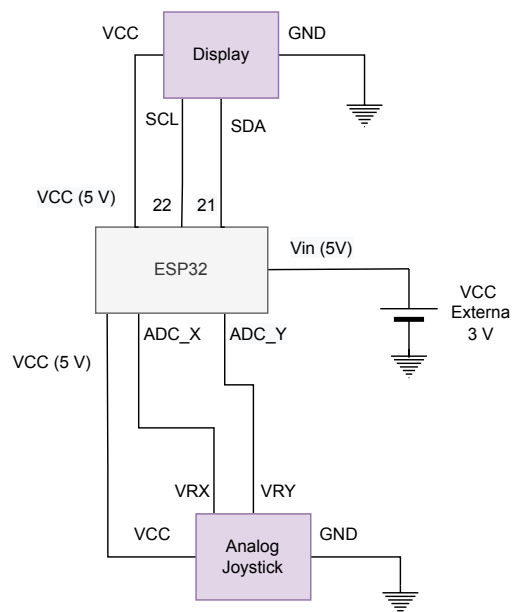 VCC
GND
Display
SCL
SDA
VCC (5 V)
22
21
Vin (5V)
ESP32
VCC
Externa
3 V
ADC_X
ADC_Y
VCC (5 V)
VRX
VRY
VCC
GND
Analog
Joystick